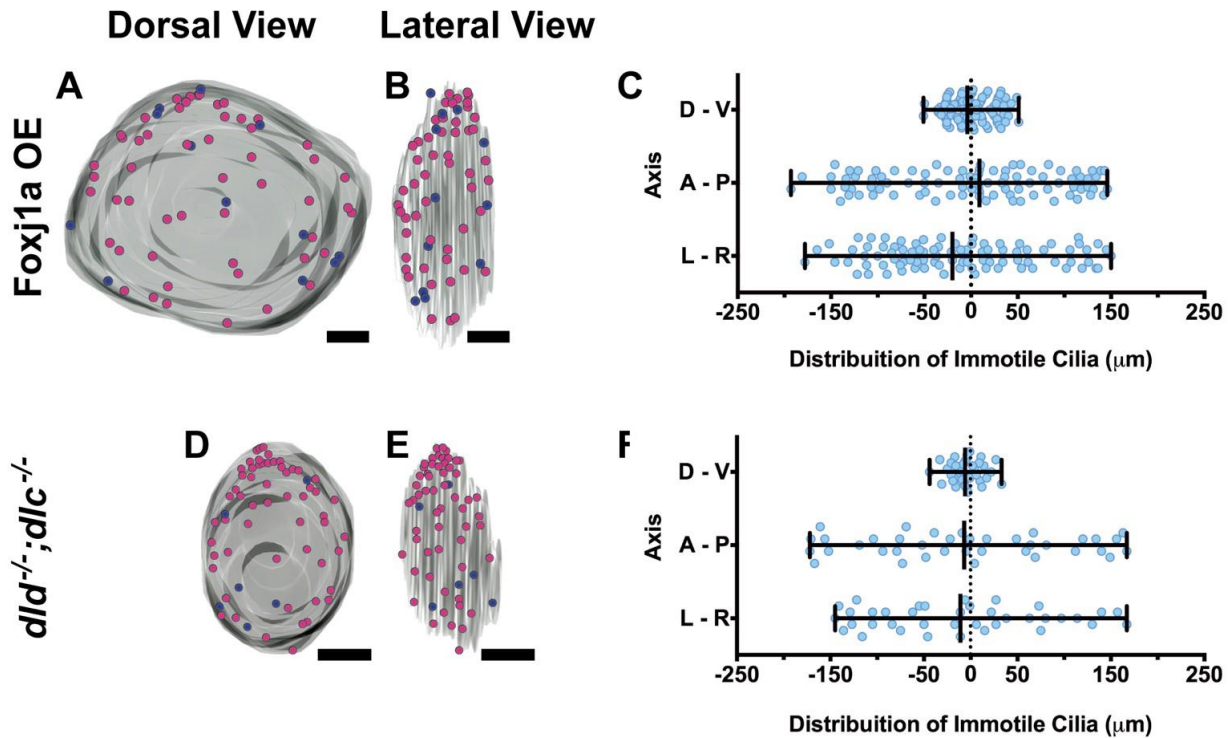 Dorsal View
Lateral View
A
B
C
Foxj1a OE
Axis
D - V
A - P
L - R
-250
-150
-50
0
50
150
250
Distribuition of Immotile Cilia (μm)
D
E
F
dld-/-;dlc-/-
Axis
D - V
A - P
L - R
-250
-150
-50
0
50
150
250
Distribuition of Immotile Cilia (μm)